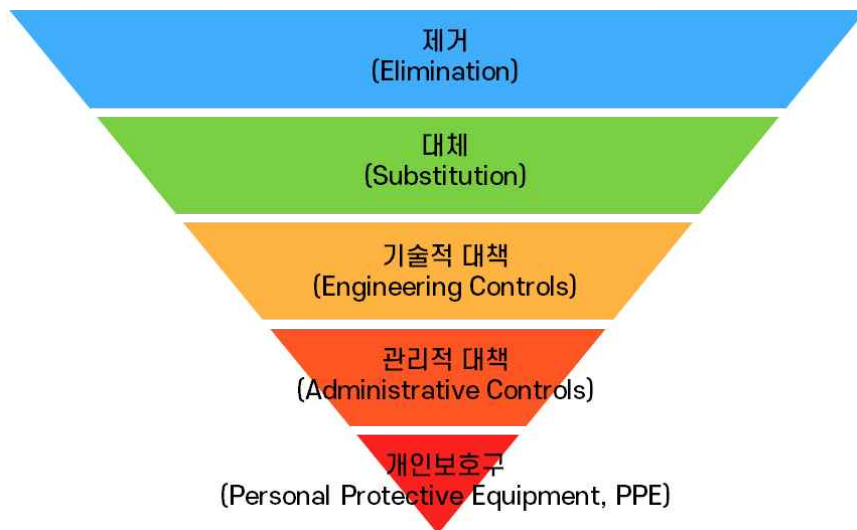 제거
(Elimination)
대체
(Substitution)
기술적 대책
(Engineering Controls)
관리적 대책
(Administrative Controls)
개인보호구
(Personal Protective Equipment, PPE)